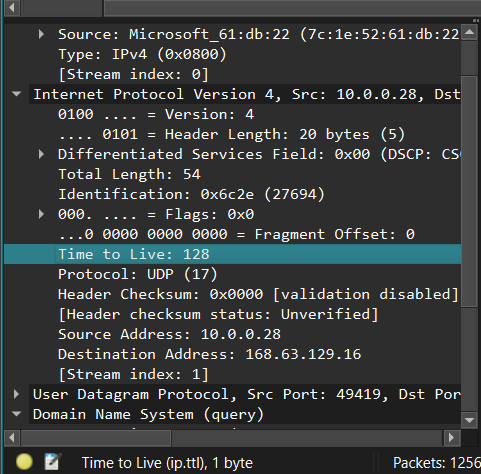 Source: Microsoft_61:db:22 (7c:1e:52:61:db:22
Type: IPv4 (0x0800)
[Stream index: 0]
Internet Protocol Version 4, Src: 10.0.0.28, Dst
0100 .... = Version: 4
.... 0101 = Header Length: 20 bytes (5)
Differentiated Services Field: 0x00 (DSCP: CS
Total Length: 54
Identification: 0x6c2e (27694)
000. .... = Flags: 0x0
...0 0000 0000 0000 = Fragment Offset: 0
Time to Live: 128
Protocol: UDP (17)
Header Checksum: 0x0000 [validation disabled]
[Header checksum status: Unverified]
Source Address: 10.0.0.28
Destination Address: 168.63.129.16
[Stream index: 1]
User Datagram Protocol, Src Port: 49419, Dst Por
Domain Name System (query)
Time to Live (ip.ttl), 1 byte
Packets: 1256